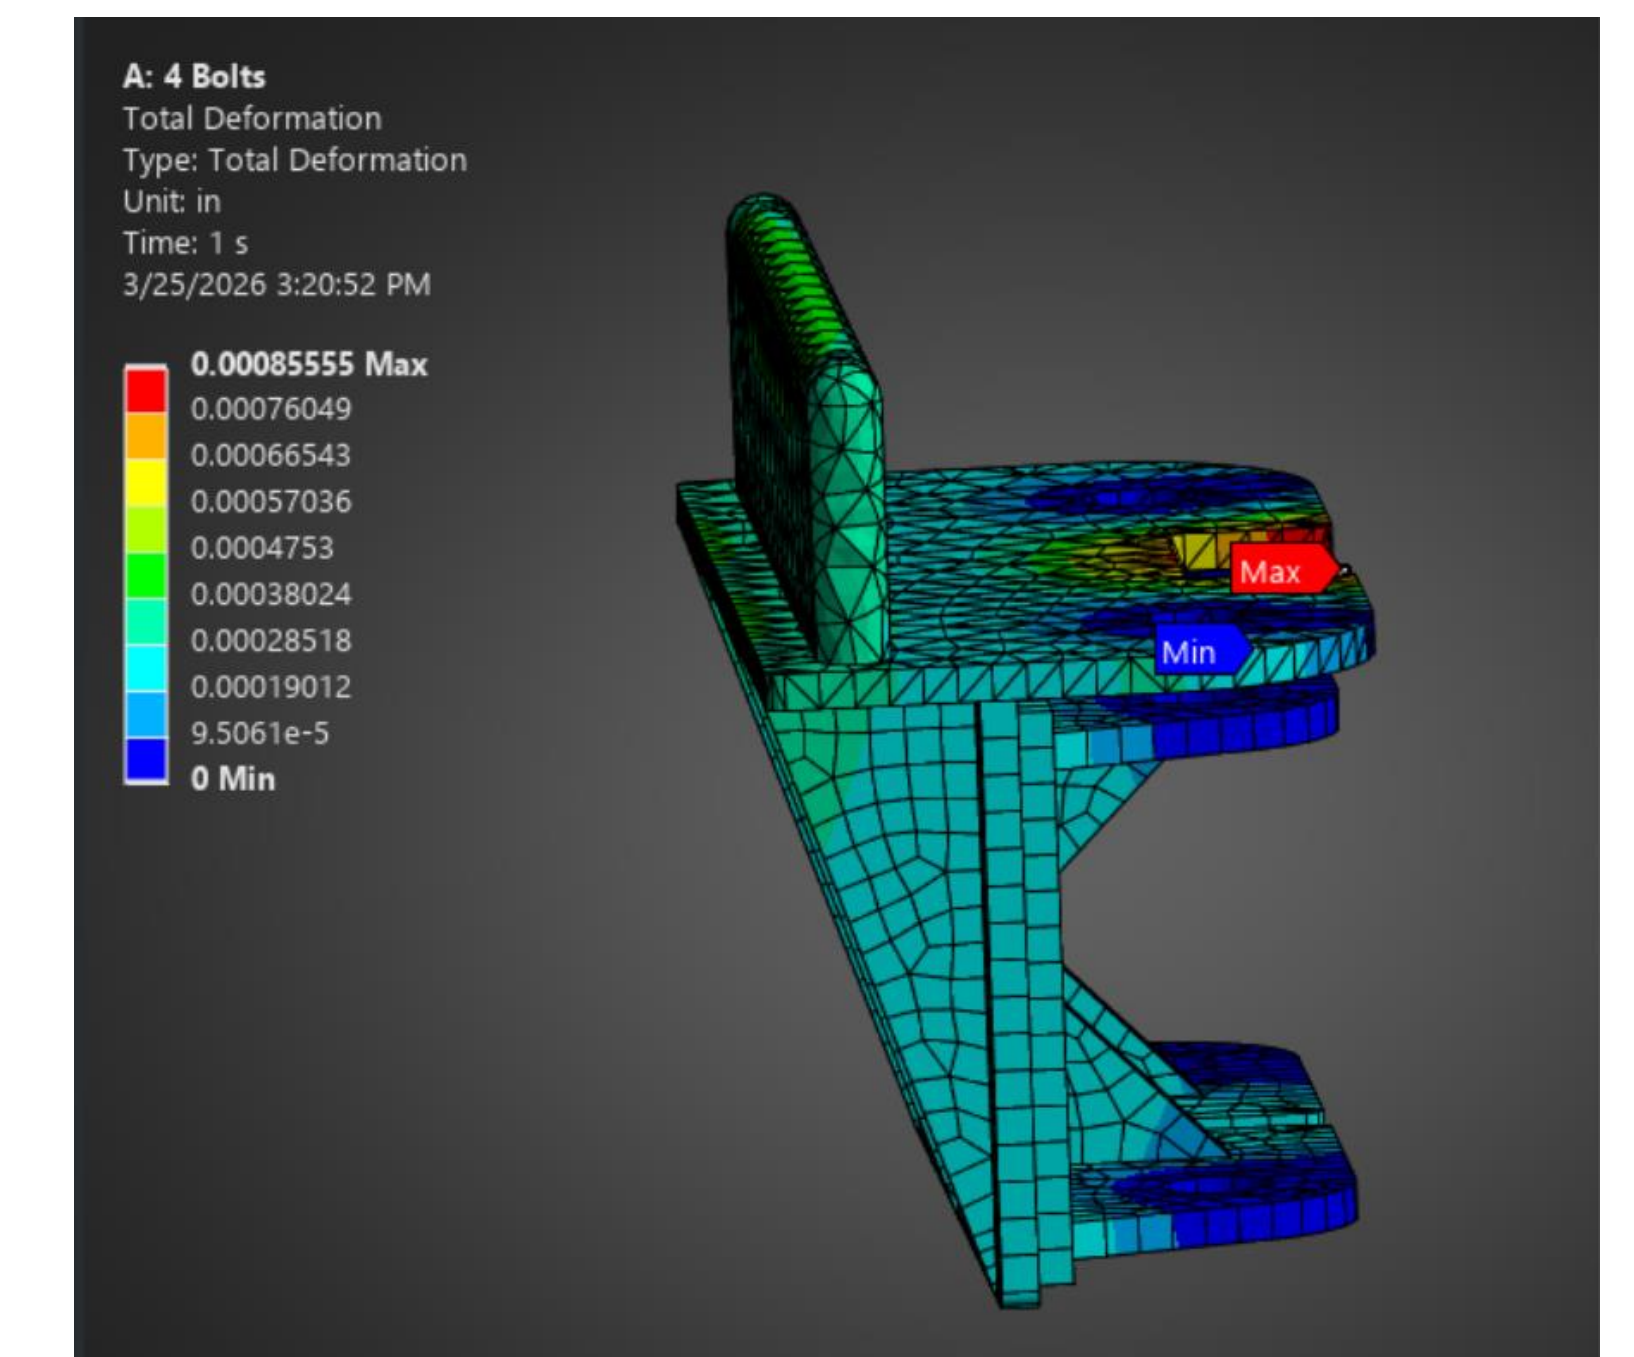 A: 4 Bolts
Total Deformation
Type: Total Deformation
Unit: in
Time: 1 s
3/25/2026 3:20:52 PM
0.00085555 Max
0.00076049
0.00066543
0.00057036
0.0004753
0.00038024
0.00028518
0.00019012
9.5061e-5
0 Min
Max
Min